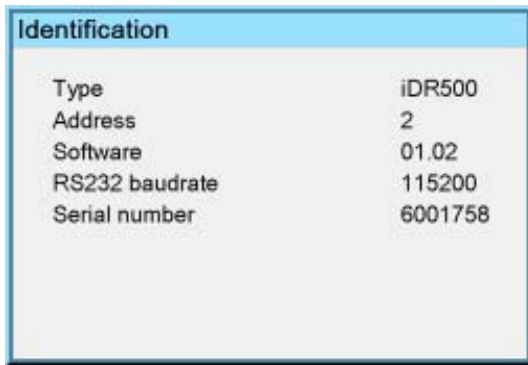 Identification
Type iDR500
Address 2
Software 01.02
RS232 baudrate 115200
Serial number 6001758